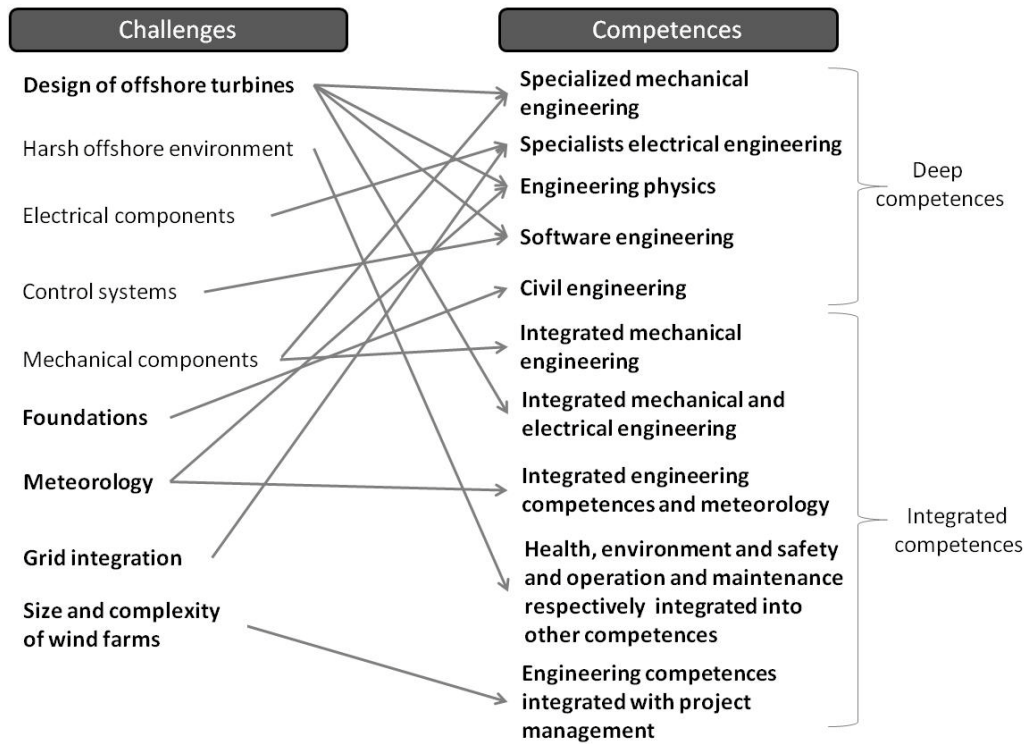 Challenges
Competences
Design of offshore turbines
Harsh offshore environment
Electrical components
Control systems
Mechanical components
Foundations
Meteorology
Grid integration
Size and complexity
of wind farms
Specialized mechanical
engineering
Specialists electrical engineering
Engineering physics
Software engineering
Civil engineering
Integrated mechanical
engineering
Integrated mechanical and
electrical engineering
Integrated engineering
competences and meteorology
Health, environment and safety
and operation and maintenance
respectively integrated into
other competences
Engineering competences
integrated with project
management
Deep
competences
Integrated
competences